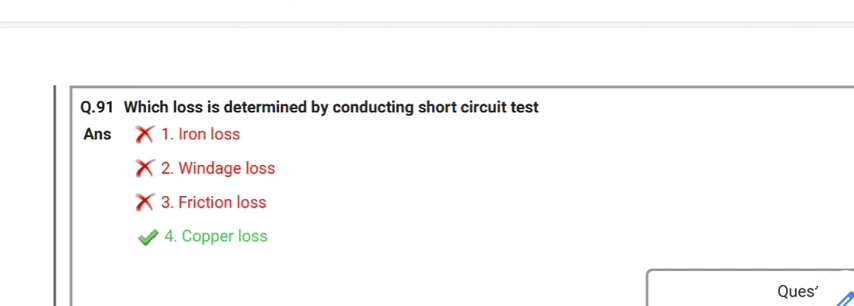 Q.91 Which loss is determined by conducting short circuit test
Ans 1. Iron loss
2. Windage loss
3. Friction loss
4. Copper loss